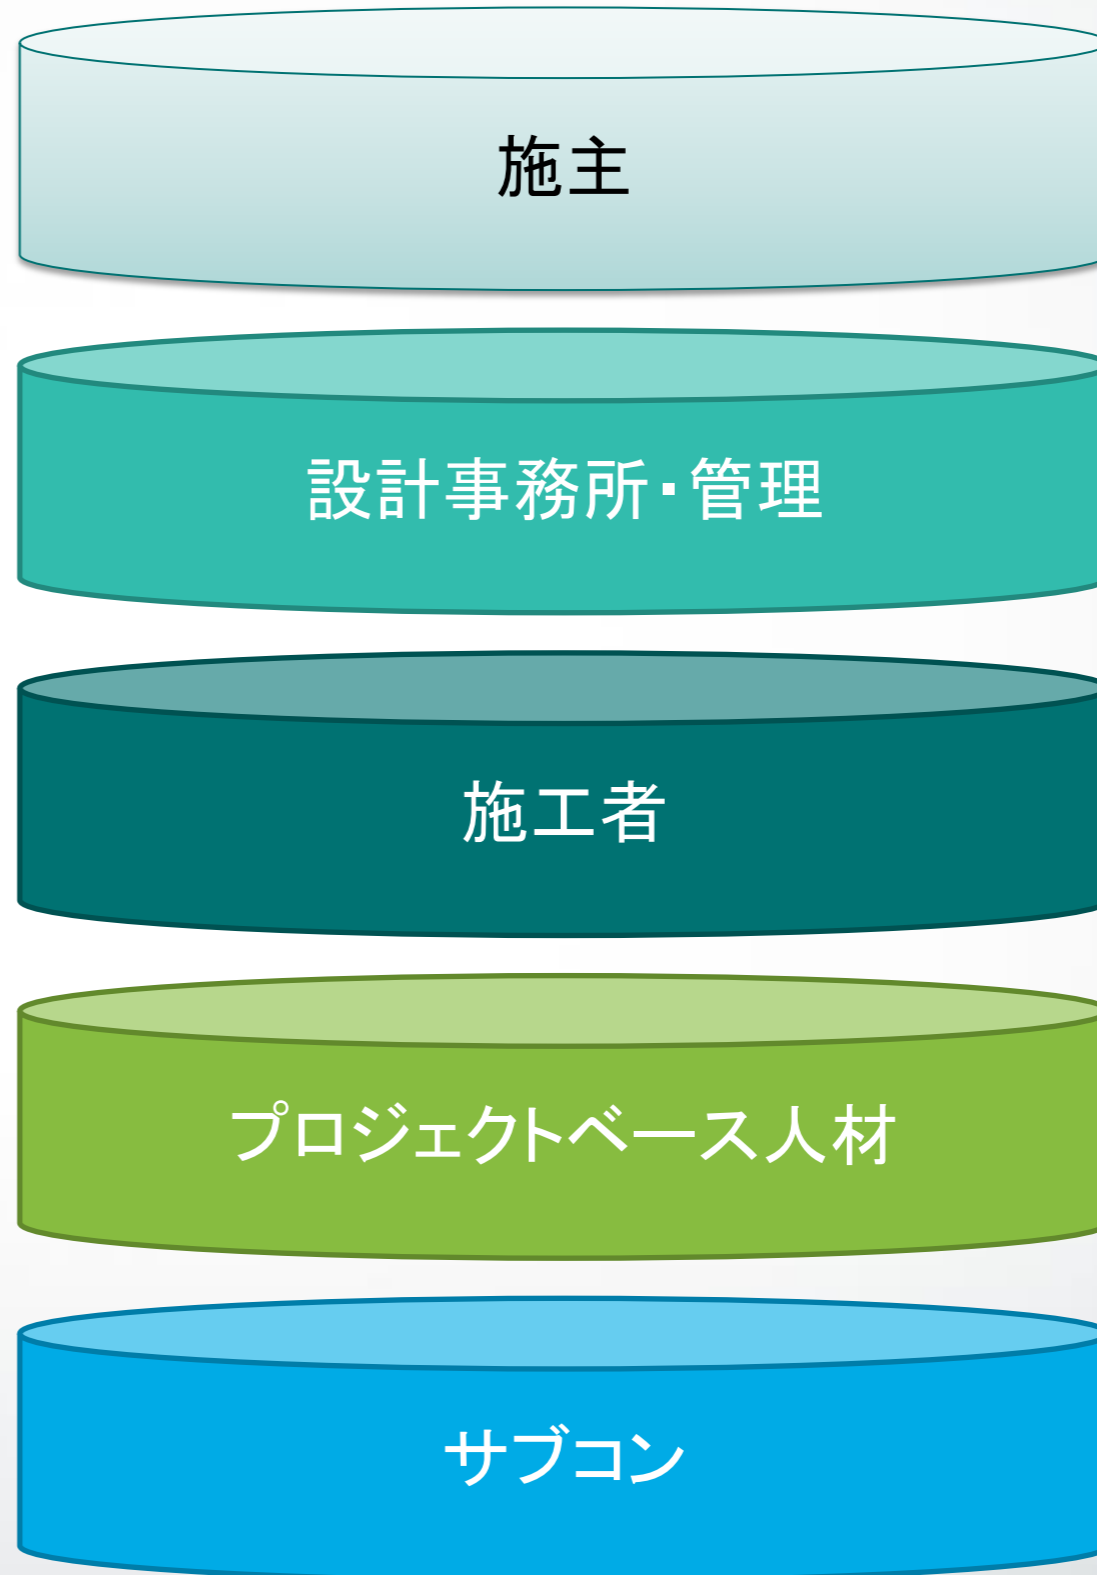 施主
設計事務所・管理
施工者
プロジェクトベース人材
サブコン